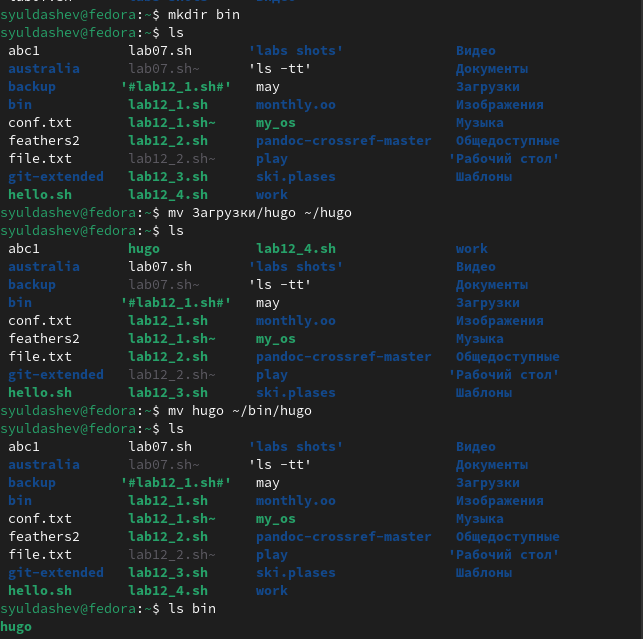 syuldashev@fedora:~$ mkdir bin
syuldashev@fedora:~$ ls
abc1 lab07.sh 'labs shots' Видео
australia lab07.sh~ 'ls -tt' Документы
backup '#lab12_1.sh#' may Загрузки
bin lab12_1.sh monthly.oo Изображения
conf.txt lab12_1.sh~ my_os Музыка
feathers2 lab12_2.sh pandoc-crossref-master Общедоступные
file.txt lab12_2.sh~ play 'Рабочий стол'
git-extended lab12_3.sh ski.plases Шаблоны
hello.sh lab12_4.sh work
syuldashev@fedora:~$ mv Загрузки/hugo ~/hugo
syuldashev@fedora:~$ ls
abc1 hugo lab12_4.sh work
australia lab07.sh 'labs shots' Видео
backup lab07.sh~ 'ls -tt' Документы
bin '#lab12_1.sh#' may Загрузки
conf.txt lab12_1.sh monthly.oo Изображения
feathers2 lab12_1.sh~ my_os Музыка
file.txt lab12_2.sh pandoc-crossref-master Общедоступные
git-extended lab12_2.sh~ play 'Рабочий стол'
hello.sh lab12_3.sh ski.plases Шаблоны
syuldashev@fedora:~$ mv hugo ~/bin/hugo
syuldashev@fedora:~$ ls
abc1 lab07.sh 'labs shots' Видео
australia lab07.sh~ 'ls -tt' Документы
backup '#lab12_1.sh#' may Загрузки
bin lab12_1.sh monthly.oo Изображения
conf.txt lab12_1.sh~ my_os Музыка
feathers2 lab12_2.sh pandoc-crossref-master Общедоступные
file.txt lab12_2.sh~ play 'Рабочий стол'
git-extended lab12_3.sh ski.plases Шаблоны
hello.sh lab12_4.sh work
syuldashev@fedora:~$ ls bin
hugo